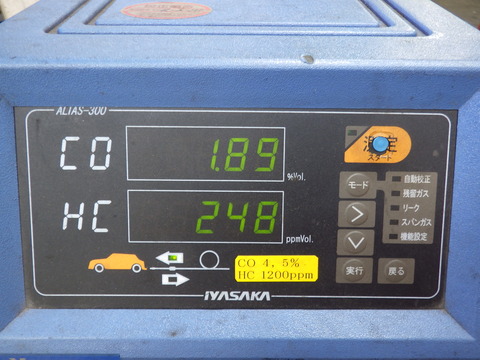 ALTAS-300
CO 1.89 %Vol.
HC 248 ppmVol.
測定
スタート
モード
自動校正
残留ガス
リーク
スパンガス
機能設定
CO 4.5%
HC 1200ppm
実行 戻る
IYASAKA